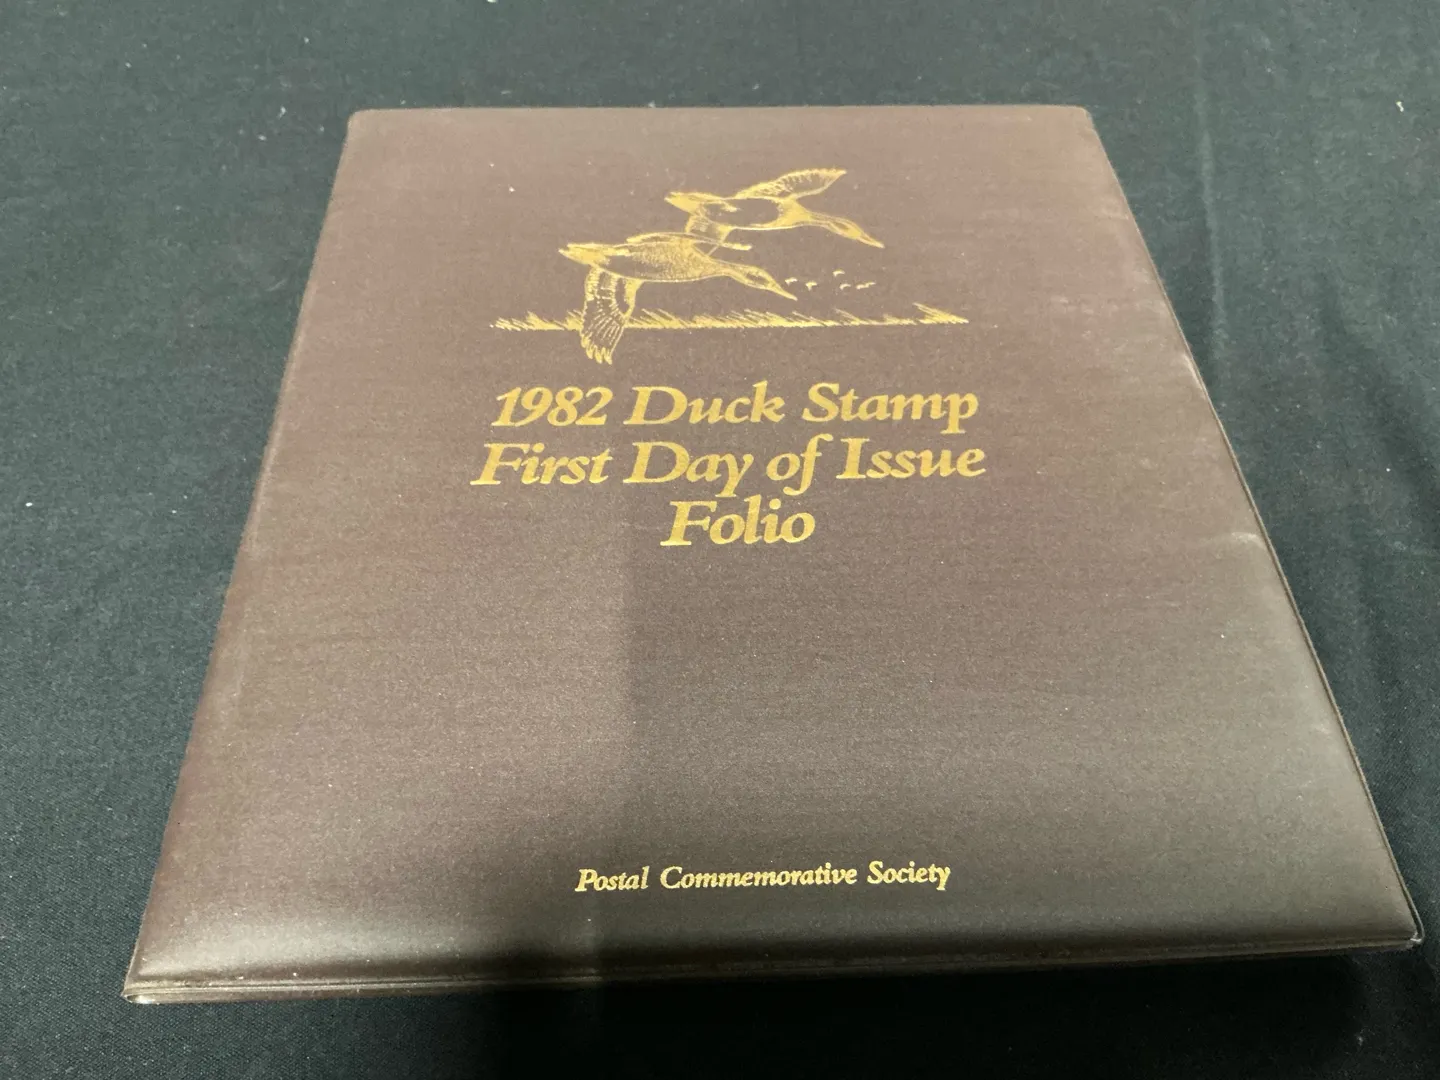 1982 Duck Stamp
First Day of Issue
Folio
Postal Commemorative Society